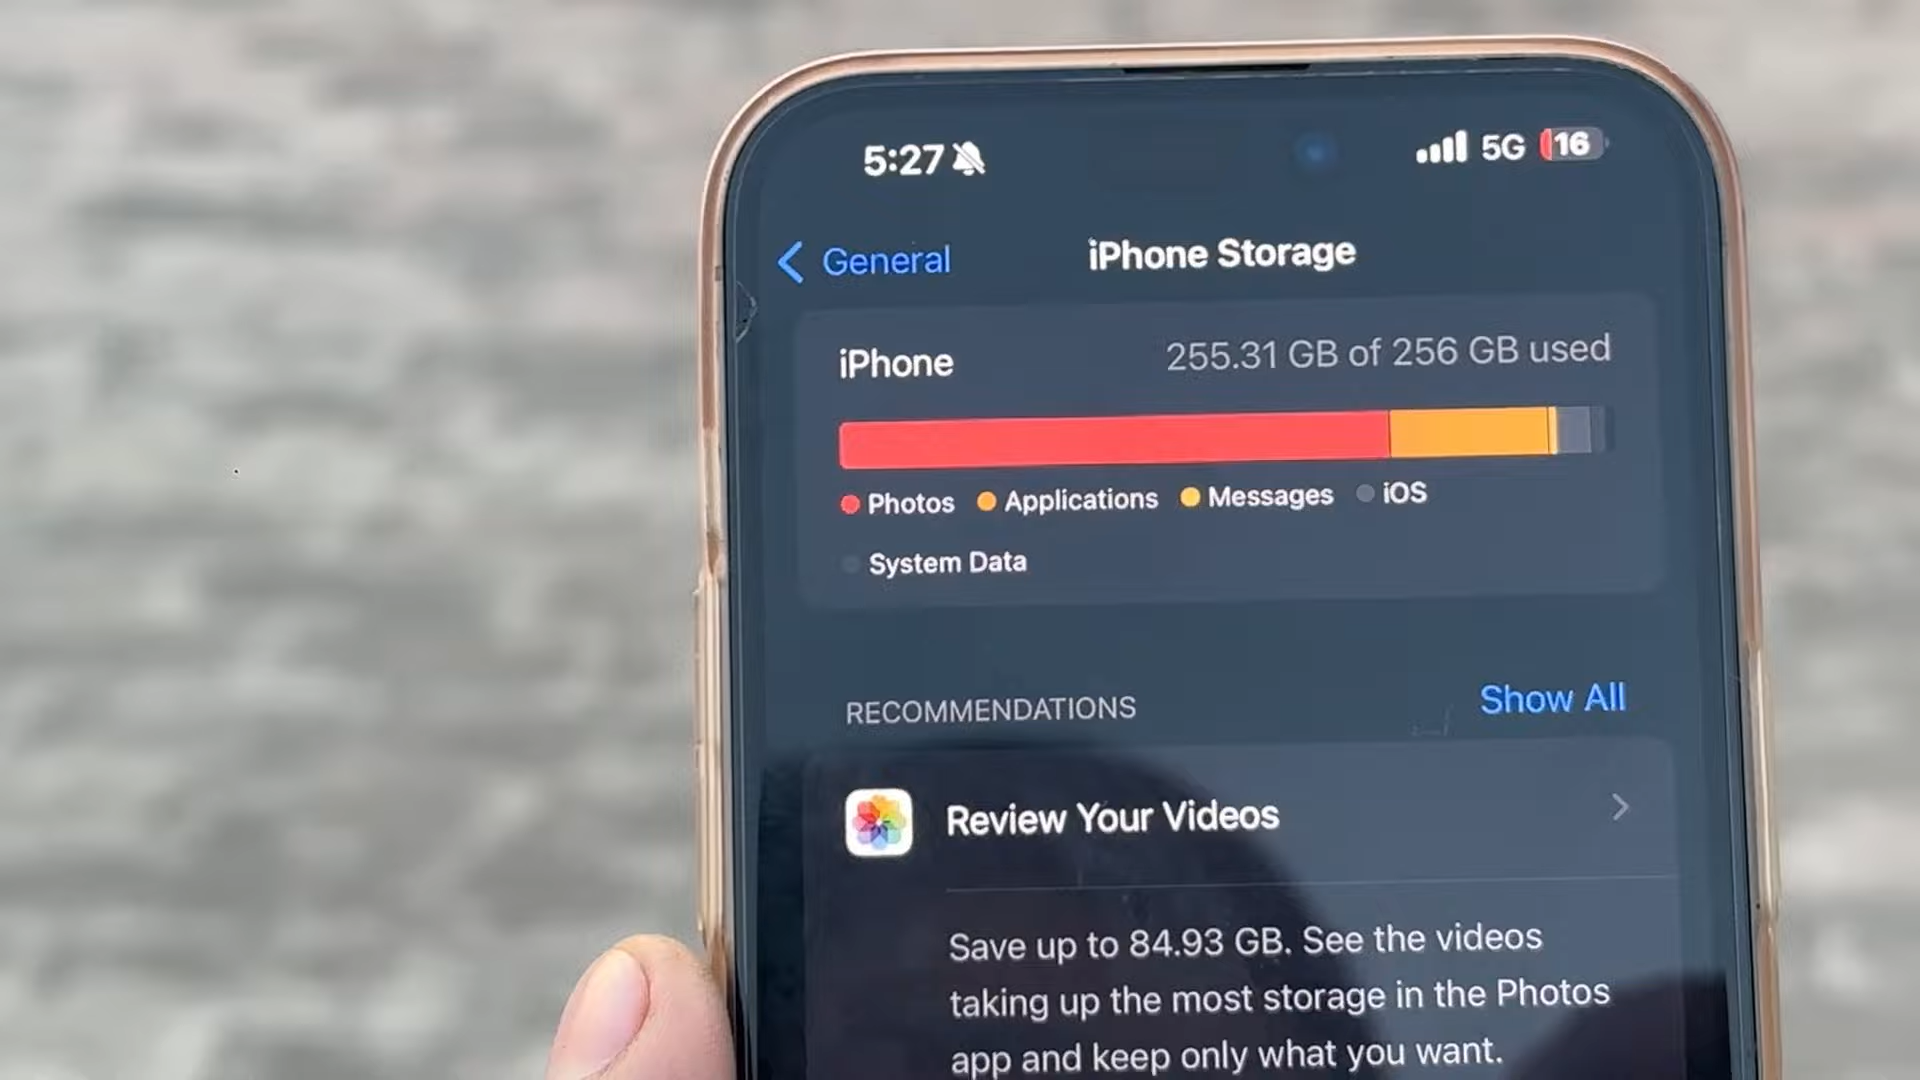 5:27 5G 16
General iPhone Storage
iPhone 255.31 GB of 256 GB used
Photos Applications Messages iOS
System Data
RECOMMENDATIONS Show All
Review Your Videos
Save up to 84.93 GB. See the videos
taking up the most storage in the Photos
app and keep only what you want.